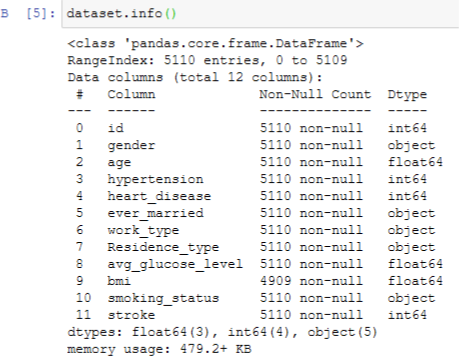 В [5]: dataset.info()
<class 'pandas.core.frame.DataFrame'>
RangeIndex: 5110 entries, 0 to 5109
Data columns (total 12 columns):
 #   Column             Non-Null Count  Dtype
---  ------             --------------  -----
 0   id                 5110 non-null   int64
 1   gender             5110 non-null   object
 2   age                5110 non-null   float64
 3   hypertension       5110 non-null   int64
 4   heart_disease      5110 non-null   int64
 5   ever_married       5110 non-null   object
 6   work_type          5110 non-null   object
 7   Residence_type     5110 non-null   object
 8   avg_glucose_level  5110 non-null   float64
 9   bmi                4909 non-null   float64
 10  smoking_status     5110 non-null   object
 11  stroke             5110 non-null   int64
dtypes: float64(3), int64(4), object(5)
memory usage: 479.2+ KB